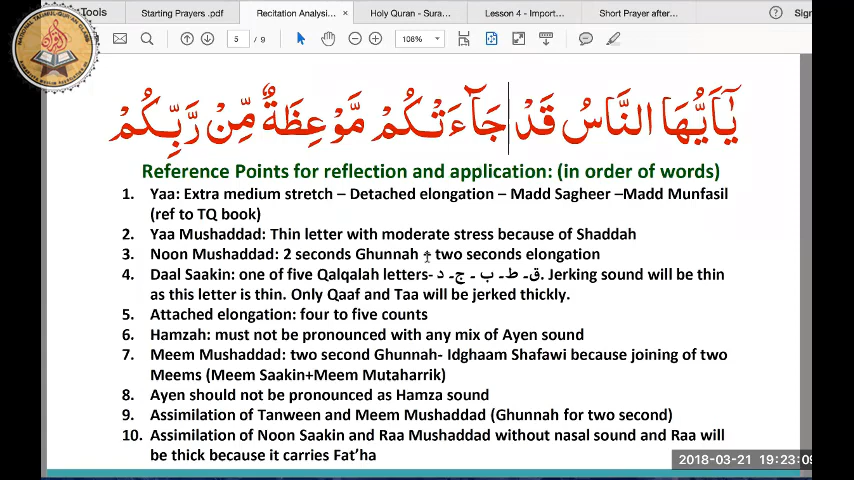 Tools
Starting Prayers .pdf
Recitation Analysi...
×
Holy Quran - Sura...
Lesson 4 - Import...
Short Prayer after...
Sign
5 / 9
108%
يَٰٓأَيُّهَا النَّاسُ قَدْ جَآءَتْكُمْ مَّوْعِظَةٌ مِّنْ رَّبِّكُمْ
Reference Points for reflection and application: (in order of words)
1. Yaa: Extra medium stretch – Detached elongation – Madd Sagheer –Madd Munfasil
(ref to TQ book)
2. Yaa Mushaddad: Thin letter with moderate stress because of Shaddah
3. Noon Mushaddad: 2 seconds Ghunnah + two seconds elongation
4. Daal Saakin: one of five Qalqalah letters- ق- ط- ب - ج- د. Jerking sound will be thin
as this letter is thin. Only Qaaf and Taa will be jerked thickly.
5. Attached elongation: four to five counts
6. Hamzah: must not be pronounced with any mix of Ayen sound
7. Meem Mushaddad: two second Ghunnah- Idghaam Shafawi because joining of two
Meems (Meem Saakin+Meem Mutaharrik)
8. Ayen should not be pronounced as Hamza sound
9. Assimilation of Tanween and Meem Mushaddad (Ghunnah for two second)
10. Assimilation of Noon Saakin and Raa Mushaddad without nasal sound and Raa will
be thick because it carries Fat’ha
2018-03-21 19:23:09